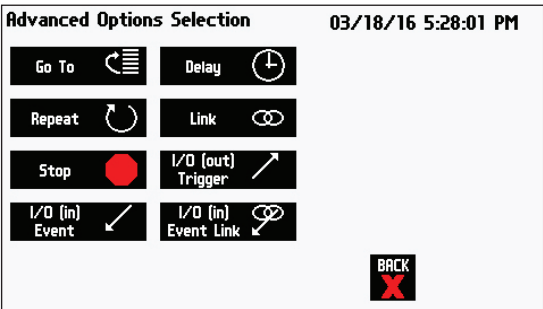 Advanced Options Selection
03/18/16 5:28:01 PM
Go To
Delay
Repeat
Link
Stop
I/O (out)
Trigger
I/O (in)
Event
I/O (in)
Event Link
BACK